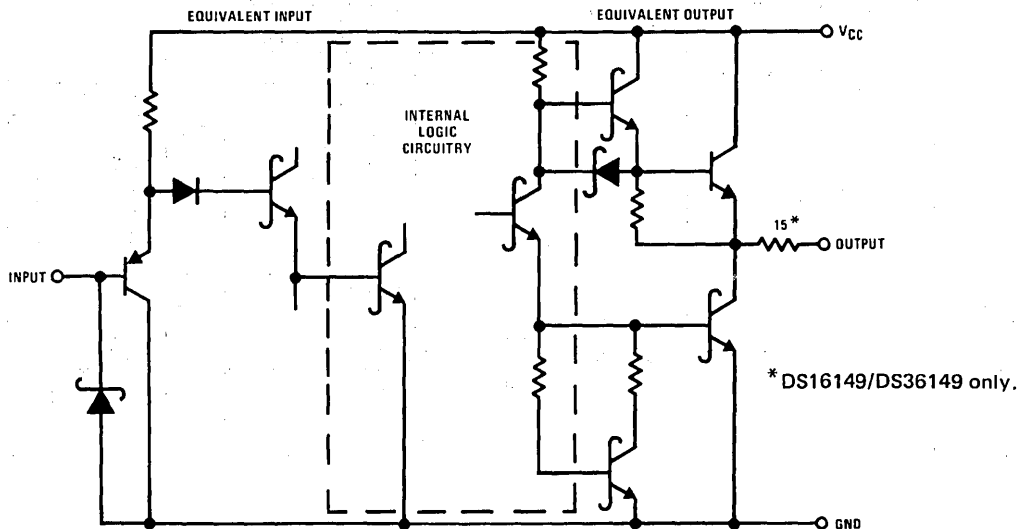 EQUIVALENT INPUT
EQUIVALENT OUTPUT
VCC
INTERNAL
LOGIC
CIRCUITRY
15*
OUTPUT
INPUT
* DS16149/DS36149 only.
GND